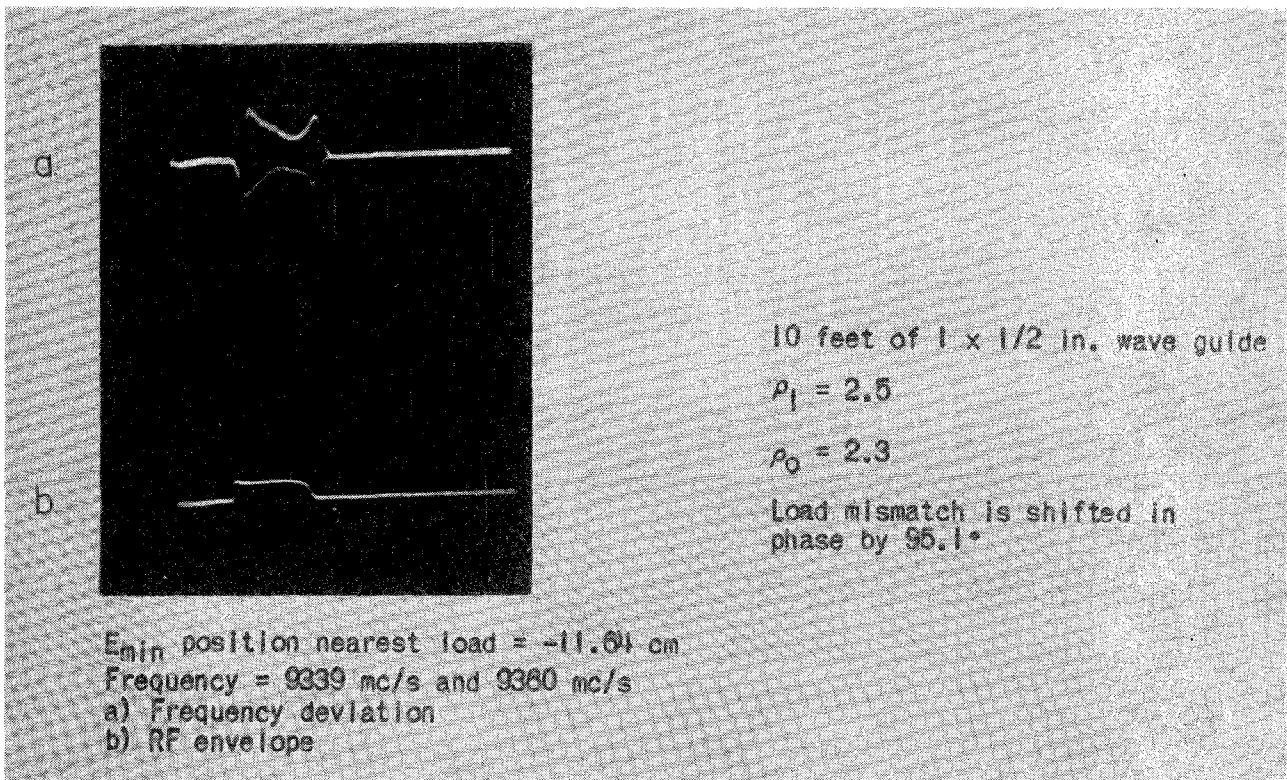 a
b
10 feet of 1 x 1/2 in. wave guide
ρ1 = 2.5
ρ0 = 2.3
Load mismatch is shifted in
phase by 95.1°
Emin position nearest load = -11.64 cm
Frequency = 9339 mc/s and 9360 mc/s
a) Frequency deviation
b) RF envelope